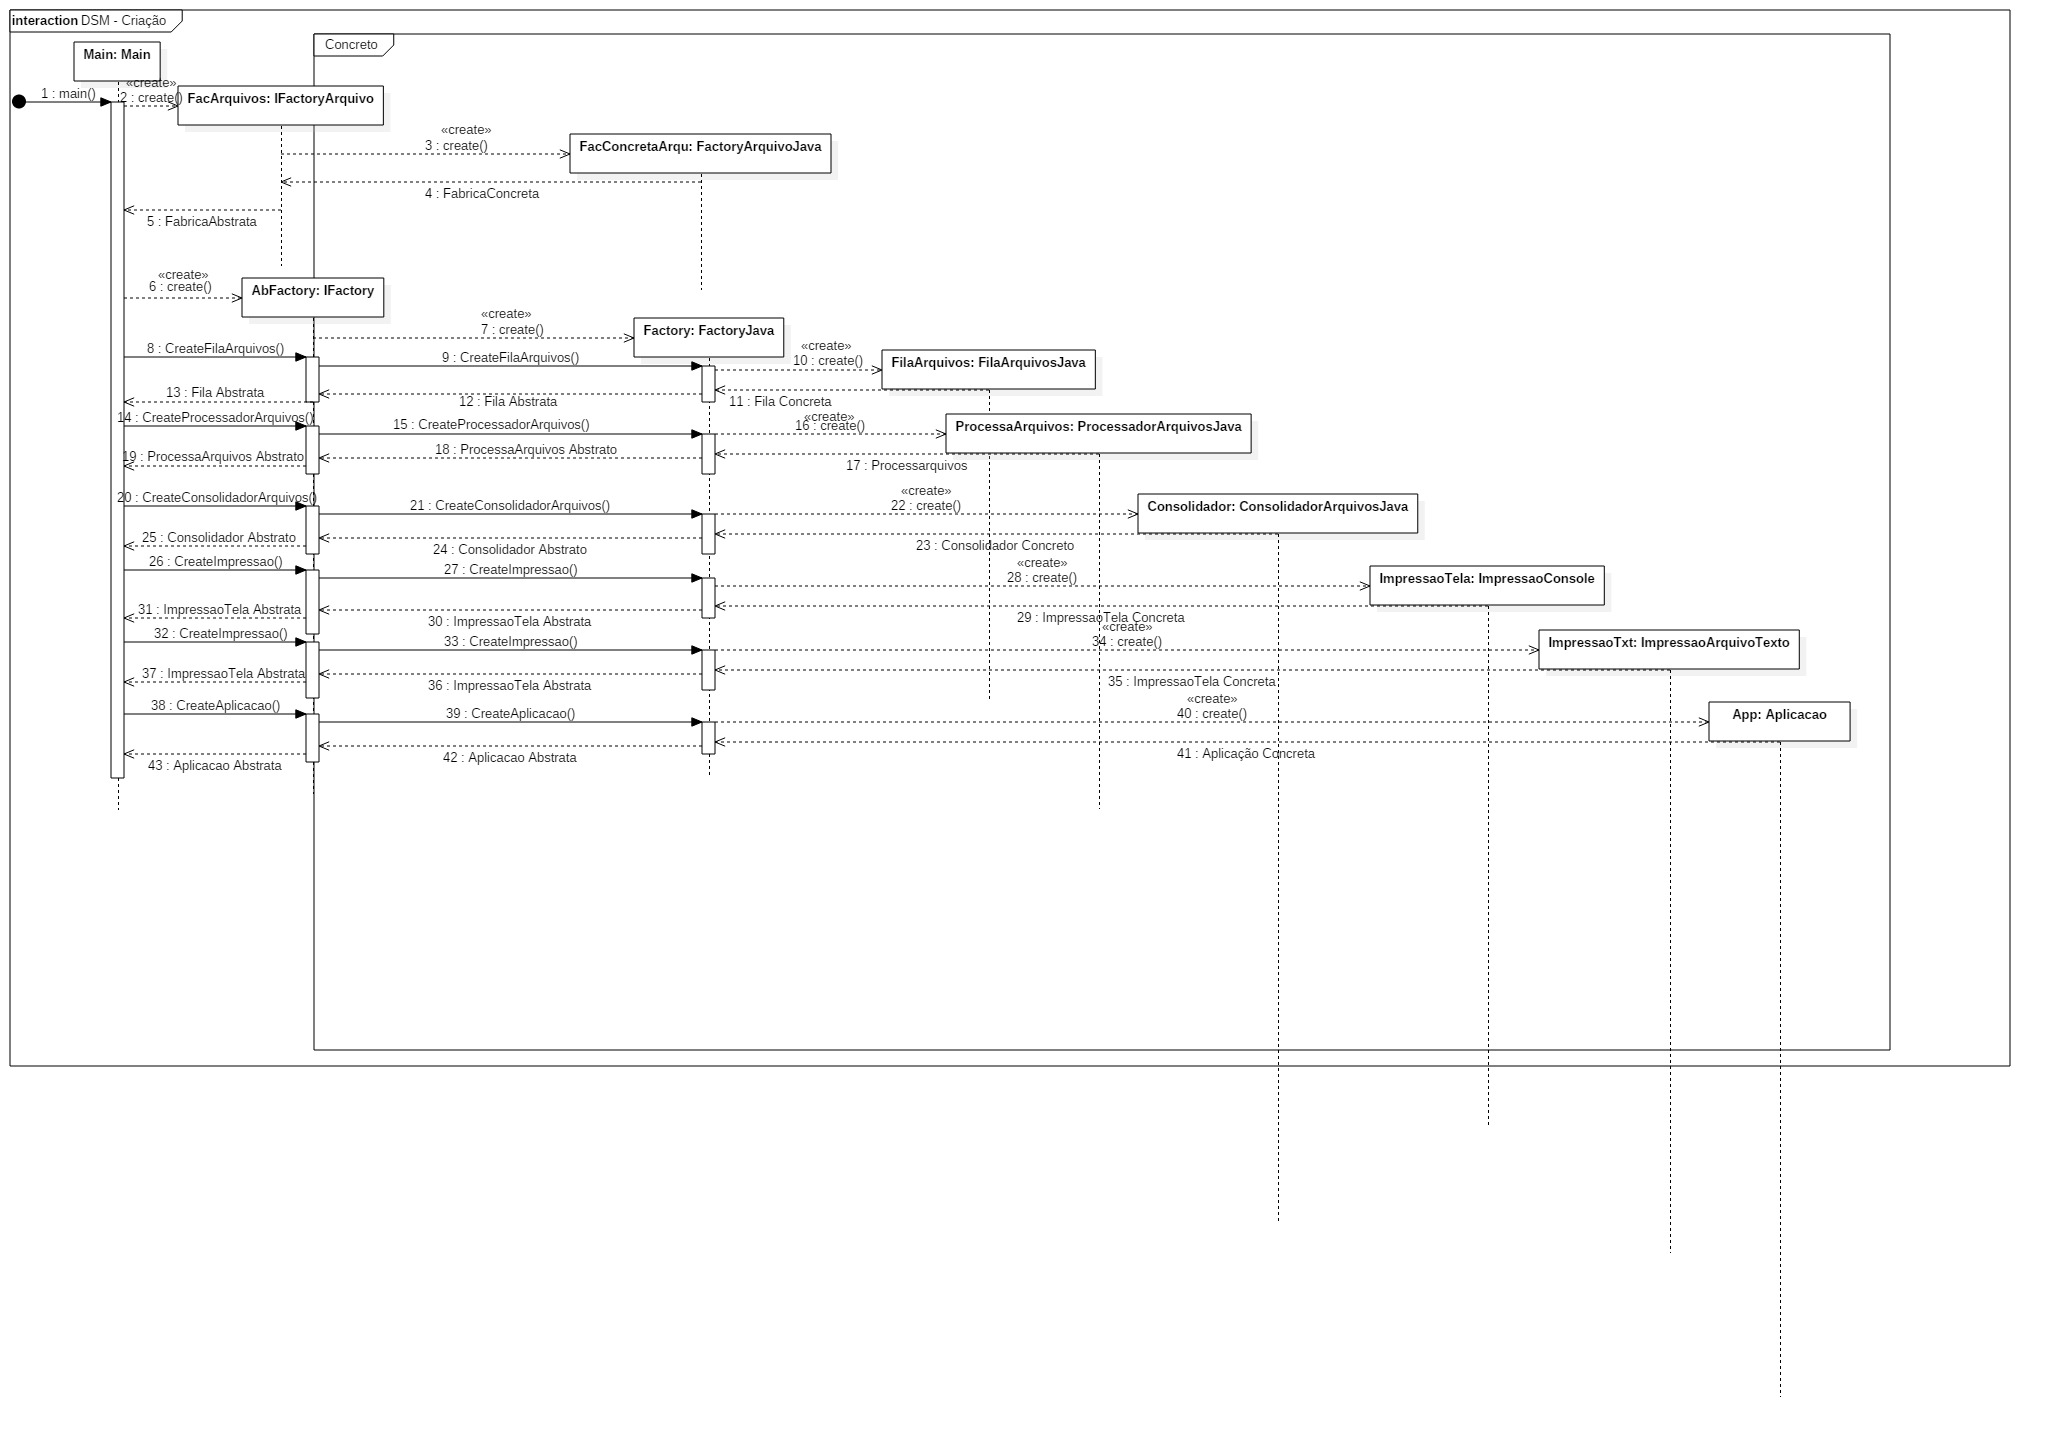 interaction DSM - Criação
Concreto
Main: Main
«create»
1 : main()
2 : create()
FacArquivos: IFactoryArquivo
«create»
3 : create()
FacConcretaArqu: FactoryArquivoJava
4 : FabricaConcreta
5 : FabricaAbstrata
«create»
6 : create()
AbFactory: IFactory
«create»
7 : create()
Factory: FactoryJava
8 : CreateFilaArquivos()
9 : CreateFilaArquivos()
«create»
10 : create()
FilaArquivos: FilaArquivosJava
11 : Fila Concreta
12 : Fila Abstrata
13 : Fila Abstrata
14 : CreateProcessadorArquivos()
15 : CreateProcessadorArquivos()
«create»
16 : create()
ProcessaArquivos: ProcessadorArquivosJava
17 : Processarquivos
18 : ProcessaArquivos Abstrato
19 : ProcessaArquivos Abstrato
20 : CreateConsolidadorArquivos()
21 : CreateConsolidadorArquivos()
«create»
22 : create()
Consolidador: ConsolidadorArquivosJava
23 : Consolidador Concreto
24 : Consolidador Abstrato
25 : Consolidador Abstrato
26 : CreateImpressao()
27 : CreateImpressao()
«create»
28 : create()
ImpressaoTela: ImpressaoConsole
29 : ImpressaoTela Concreta
30 : ImpressaoTela Abstrata
31 : ImpressaoTela Abstrata
32 : CreateImpressao()
33 : CreateImpressao()
«create»
34 : create()
ImpressaoTxt: ImpressaoArquivoTexto
35 : ImpressaoTela Concreta
36 : ImpressaoTela Abstrata
37 : ImpressaoTela Abstrata
38 : CreateAplicacao()
39 : CreateAplicacao()
«create»
40 : create()
App: Aplicacao
41 : Aplicação Concreta
42 : Aplicacao Abstrata
43 : Aplicacao Abstrata